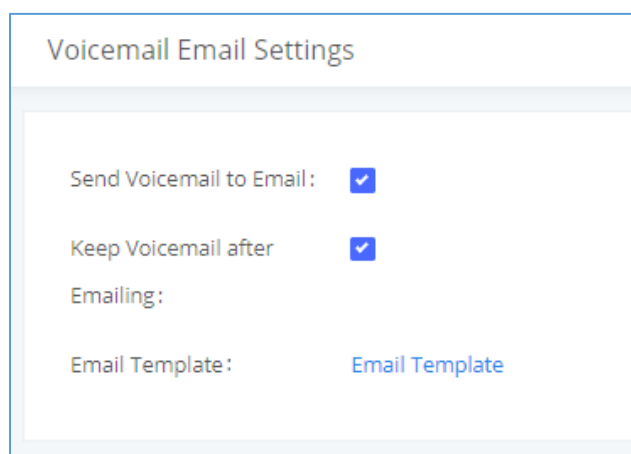 Voicemail Email Settings
Send Voicemail to Email:
Keep Voicemail after
Emailing:
Email Template: Email Template